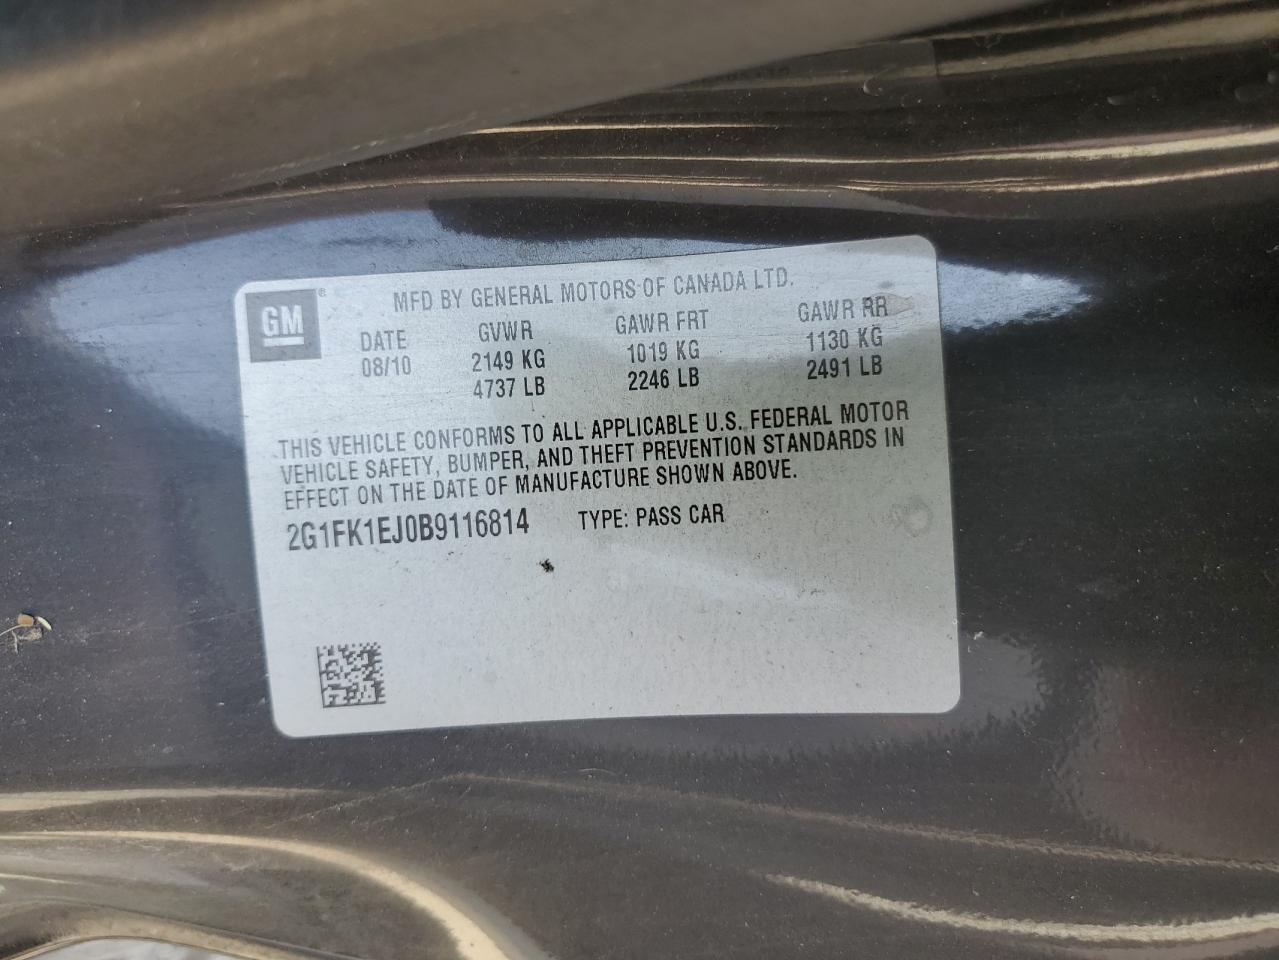 GM®
MFD BY GENERAL MOTORS OF CANADA LTD.
DATE GVWR GAWR FRT GAWR RR
08/10 2149 KG 1019 KG 1130 KG
4737 LB 2246 LB 2491 LB
THIS VEHICLE CONFORMS TO ALL APPLICABLE U.S. FEDERAL MOTOR
VEHICLE SAFETY, BUMPER, AND THEFT PREVENTION STANDARDS IN
EFFECT ON THE DATE OF MANUFACTURE SHOWN ABOVE.
2G1FK1EJ0B9116814 TYPE: PASS CAR